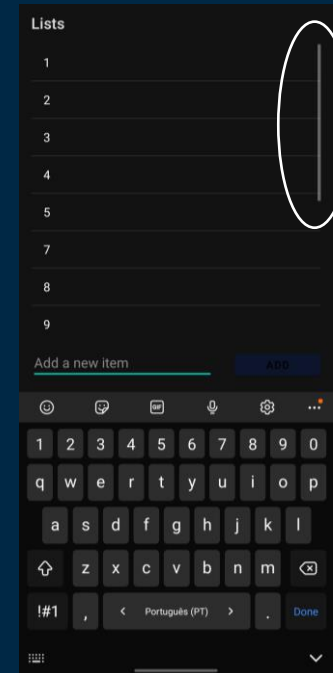 Lists
1
2
3
4
5
7
8
9
Add a new item ADD
GIF
1 2 3 4 5 6 7 8 9 0
q w e r t y u i o p
a s d f g h j k l
z x c v b n m
!#1 , < Português (PT) > . Done